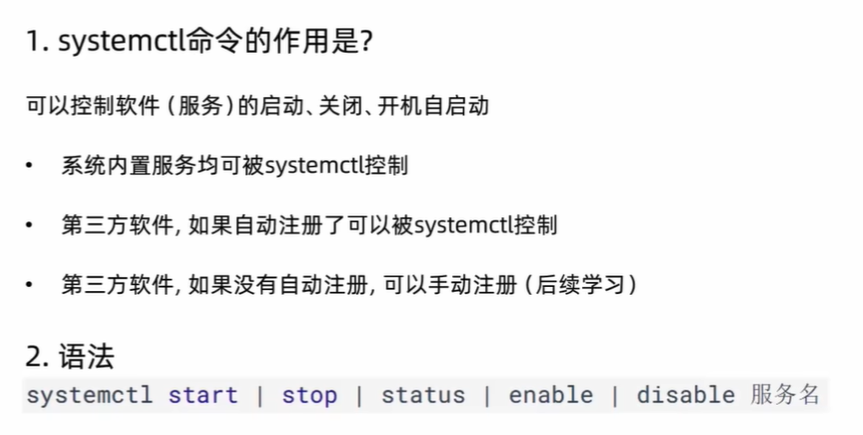 1. systemctl命令的作用是?
可以控制软件（服务）的启动、关闭、开机自启动
• 系统内置服务均可被systemctl控制
• 第三方软件, 如果自动注册了可以被systemctl控制
• 第三方软件, 如果没有自动注册, 可以手动注册（后续学习）
2. 语法
systemctl start | stop | status | enable | disable 服务名